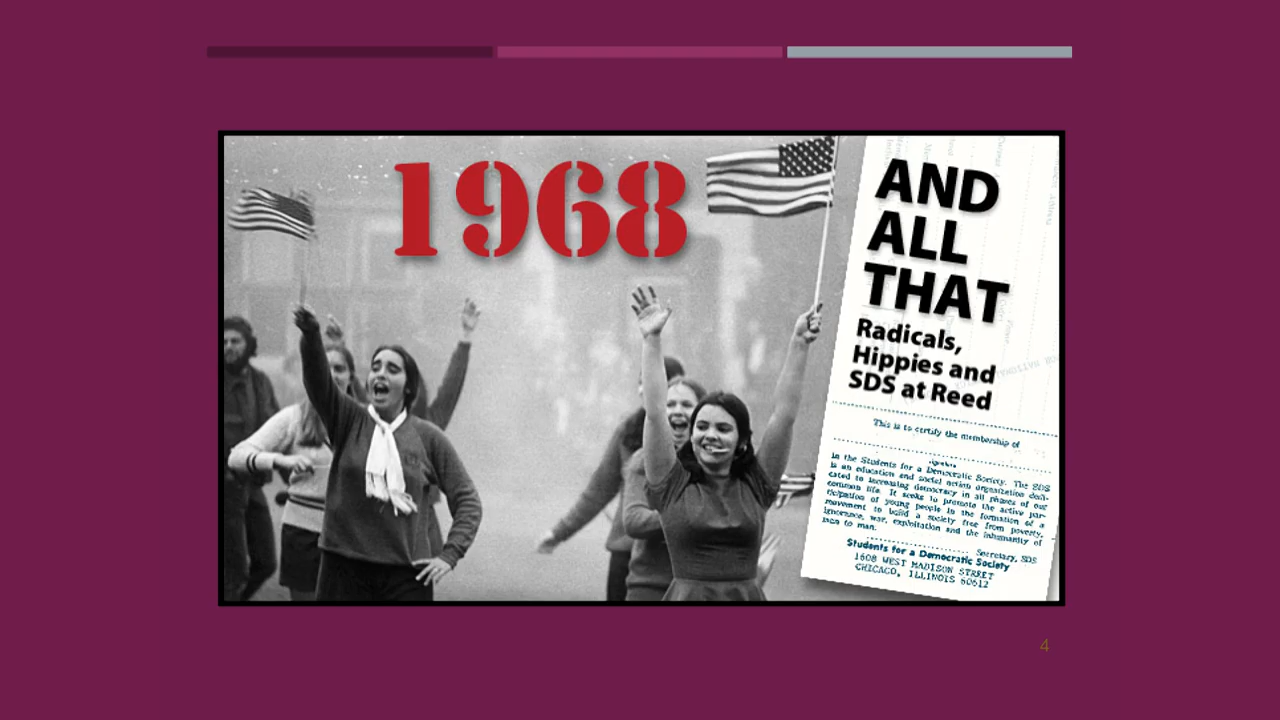 1968
AND
ALL
THAT
Radicals,
Hippies and
SDS at Reed
This is to certify the membership of
signature
in the Students for a Democratic Society. The SDS
is an education and social action organization dedi-
cated to increasing democracy in all phases of our
common life. It seeks to promote the active par-
ticipation of young people in the formation of a
movement to build a society free from poverty,
ignorance, war, exploitation and the inhumanity of
men to man.
Secretary, SDS
Students for a Democratic Society
1608 WEST MADISON STREET
CHICAGO, ILLINOIS 60612
4